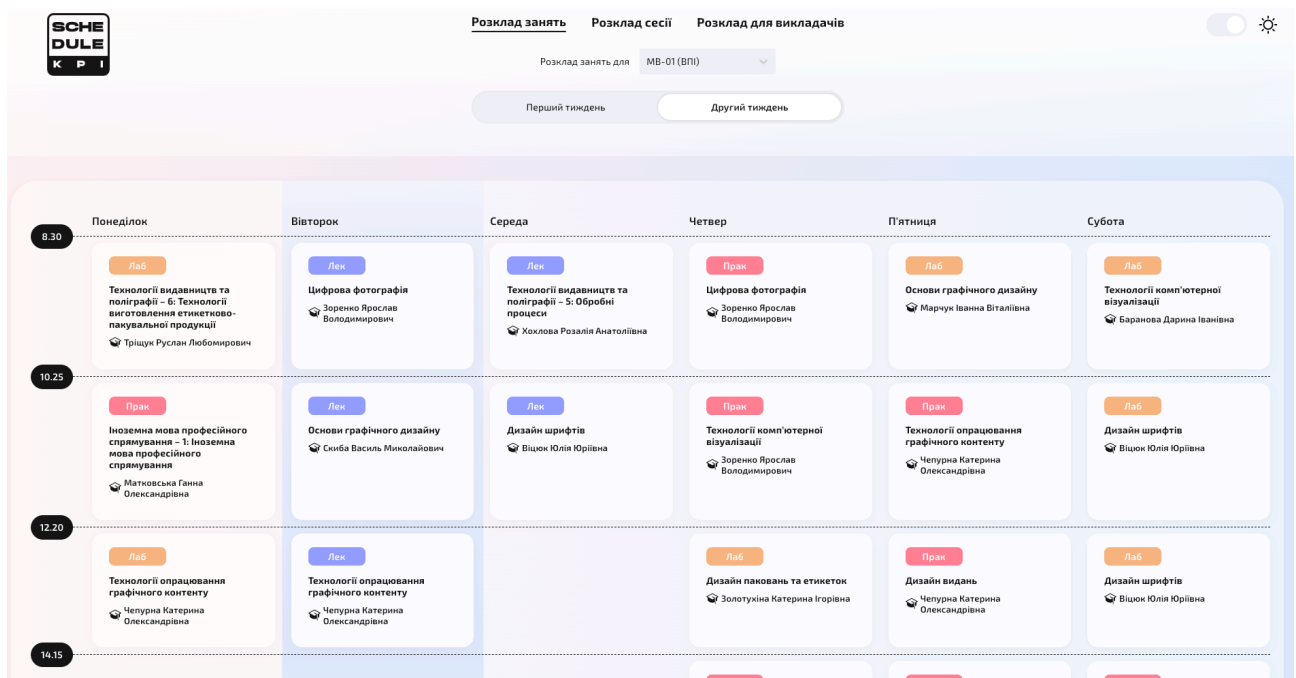 SCHE
DULE
KPI
Розклад занять Розклад сесії Розклад для викладачів
Розклад занять для МВ-01 (ВПІ)
Перший тиждень Другий тиждень
Понеділок Вівторок Середа Четвер П'ятниця Субота
8.30
Лаб
Технології видавництв та
поліграфії – 6: Технології
виготовлення етикетково-
пакувальної продукції
Тріщук Руслан Любомирович
Лек
Цифрова фотографія
Зоренко Ярослав
Володимирович
Лек
Технології видавництв та
поліграфії – 5: Обробні
процеси
Хохлова Розалія Анатоліївна
Прак
Цифрова фотографія
Зоренко Ярослав
Володимирович
Лаб
Основи графічного дизайну
Марчук Іванна Віталіївна
Лаб
Технології комп'ютерної
візуалізації
Баранова Дарина Іванівна
10.25
Прак
Іноземна мова професійного
спрямування – 1: Іноземна
мова професійного
спрямування
Матковська Ганна
Олександрівна
Лек
Основи графічного дизайну
Скиба Василь Миколайович
Лек
Дизайн шрифтів
Віцюк Юлія Юріївна
Прак
Технології комп'ютерної
візуалізації
Зоренко Ярослав
Володимирович
Прак
Технології опрацювання
графічного контенту
Чепурна Катерина
Олександрівна
Лаб
Дизайн шрифтів
Віцюк Юлія Юріївна
12.20
Лаб
Технології опрацювання
графічного контенту
Чепурна Катерина
Олександрівна
Лек
Технології опрацювання
графічного контенту
Чепурна Катерина
Олександрівна
Лаб
Дизайн паковань та етикеток
Золотухіна Катерина Ігорівна
Прак
Дизайн видань
Чепурна Катерина
Олександрівна
Лаб
Дизайн шрифтів
Віцюк Юлія Юріївна
14.15